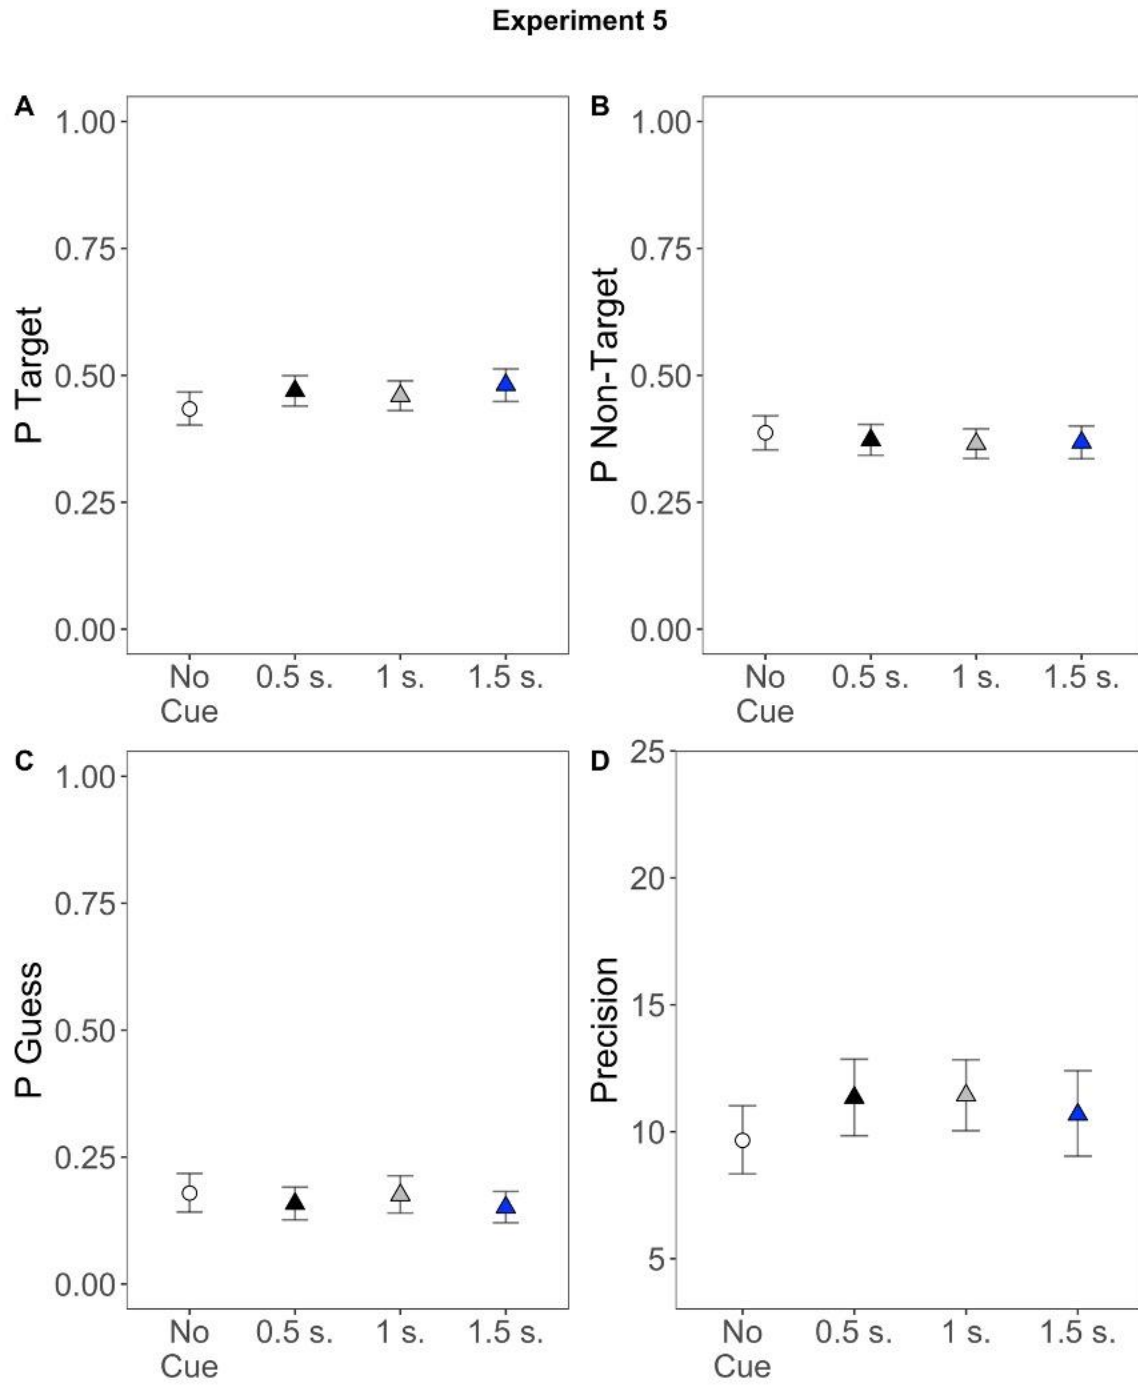 Experiment 5
A
1.00
0.75
0.50
0.25
0.00
P Target
No
Cue
0.5 s.
1 s.
1.5 s.
B
1.00
0.75
0.50
0.25
0.00
P Non-Target
No
Cue
0.5 s.
1 s.
1.5 s.
C
1.00
0.75
0.50
0.25
0.00
P Guess
No
Cue
0.5 s.
1 s.
1.5 s.
D
25
20
15
10
5
Precision
No
Cue
0.5 s.
1 s.
1.5 s.